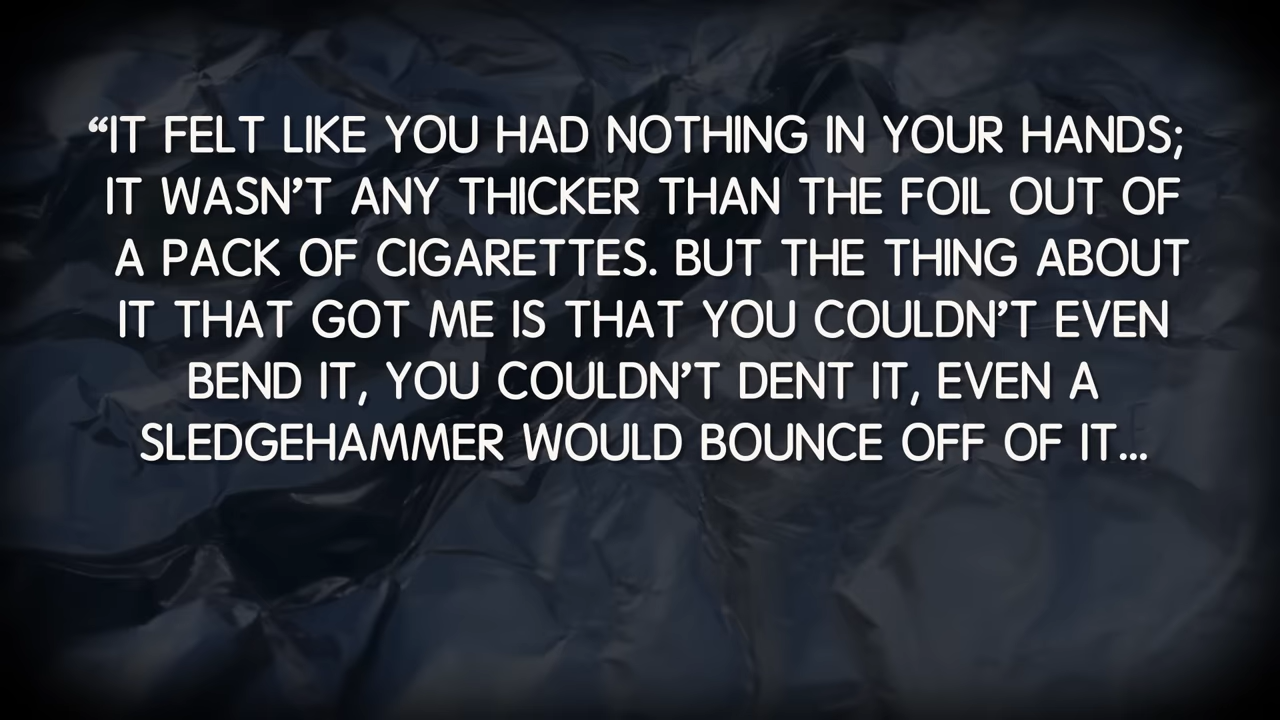 “IT FELT LIKE YOU HAD NOTHING IN YOUR HANDS;
IT WASN’T ANY THICKER THAN THE FOIL OUT OF
A PACK OF CIGARETTES. BUT THE THING ABOUT
IT THAT GOT ME IS THAT YOU COULDN’T EVEN
BEND IT, YOU COULDN’T DENT IT, EVEN A
SLEDGEHAMMER WOULD BOUNCE OFF OF IT...